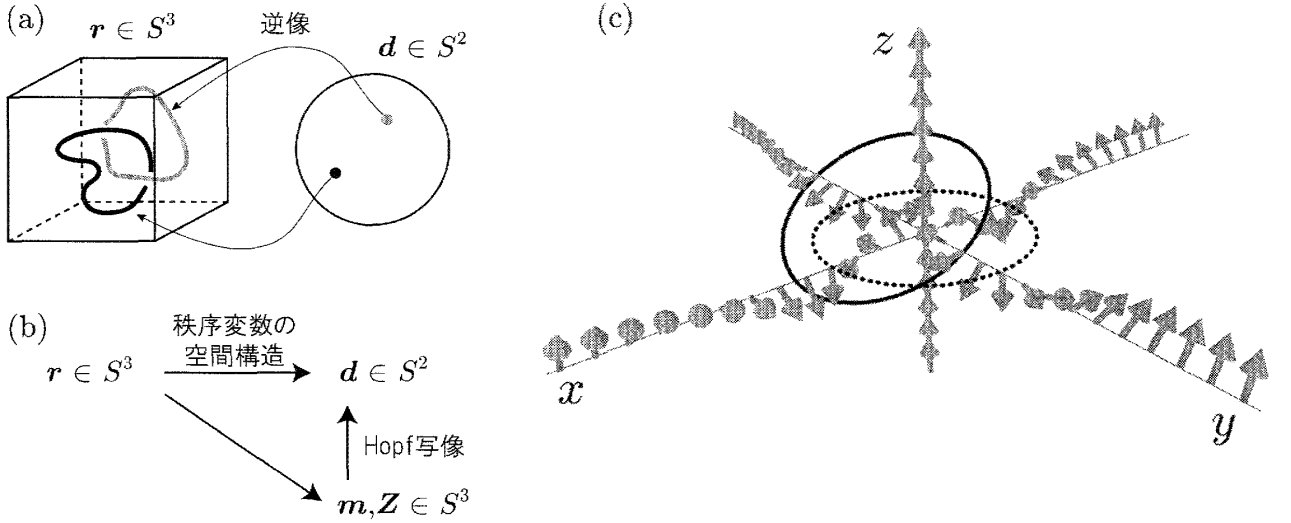 (a)
r ∈ S³
逆像
d ∈ S²
(b)
秩序変数の
空間構造
r ∈ S³
d ∈ S²
Hopf写像
m,Z ∈ S³
(c)
z
x
y